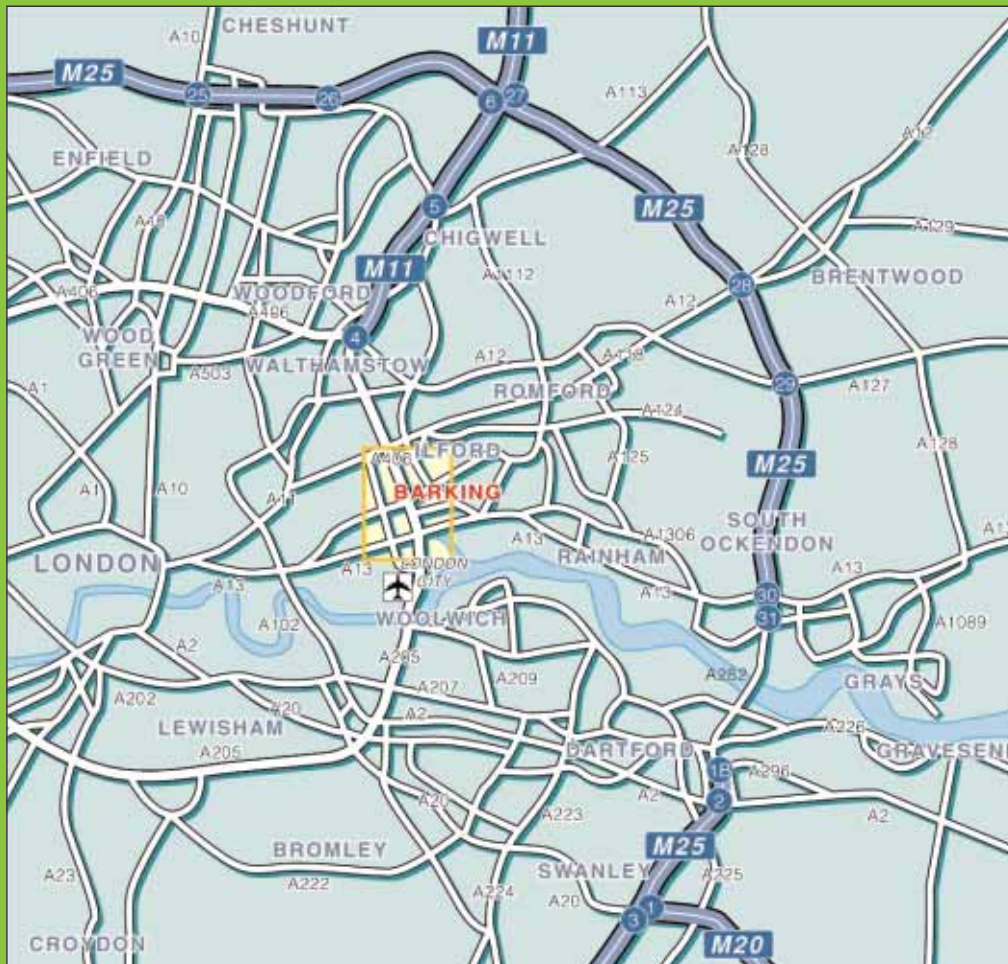 CHESHUNT
A10
M11
M25
25
26
6
27
A113
A12
ENFIELD
A128
5
M25
A10
CHIGWELL
A129
M11
A1112
BRENTWOOD
A406
WOODFORD
28
A12
A406
WOOD
GREEN
4
WALTHAMSTOW
A12
A118
A503
29
A1
ROMFORD
A127
A124
A128
ILFORD
A125
A406
M25
A1
A10
A11
BARKING
SOUTH
OCKENDON
A1306
A13
RAINHAM
LONDON
A13
LONDON
CITY
A13
A13
A13
30
31
WOOLWICH
A102
A1089
A2
A205
A282
A209
GRAYS
A202
A207
A20
A2
LEWISHAM
A226
A205
DARTFORD
GRAVESEN
1B
A296
A20
A2
2
A223
A2
M25
BROMLEY
SWANLEY
A23
A222
A224
A20
A225
1
3
CROYDON
M20